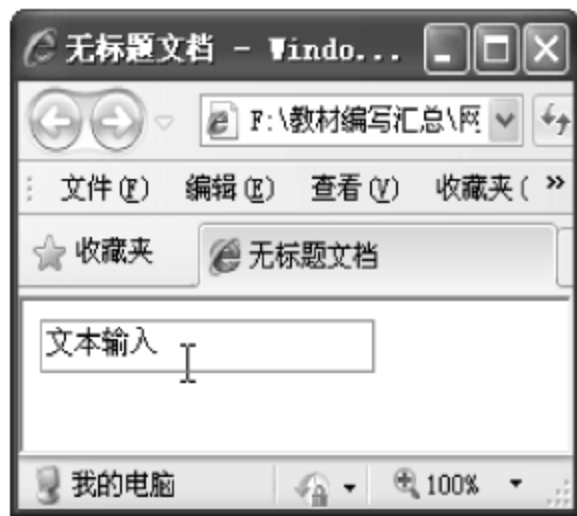 无标题文档 - Windo...
F:\教材编写汇总\网
文件(F) 编辑(E) 查看(V) 收藏夹( »
收藏夹 无标题文档
文本输入
我的电脑 100%